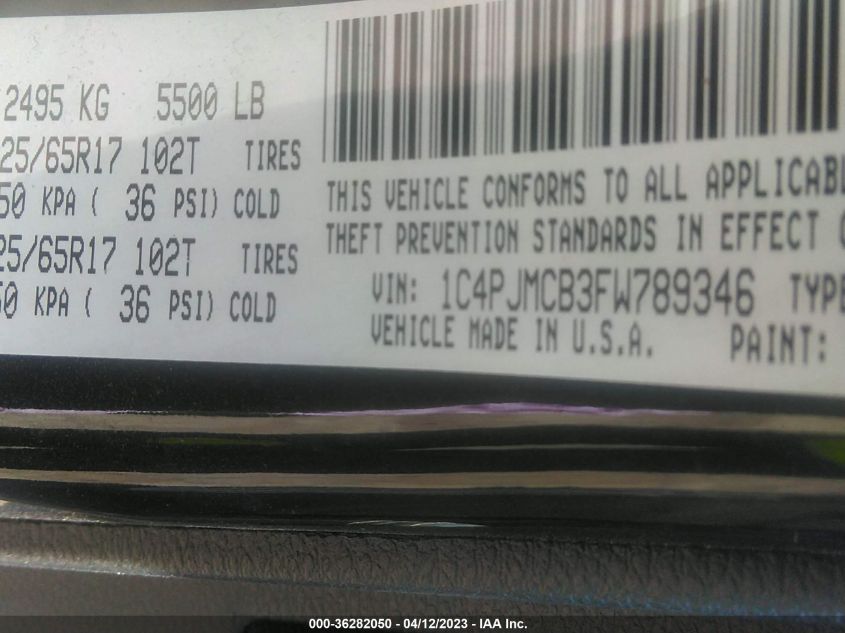 2495 KG 5500 LB
25/65R17 102T TIRES
50 KPA ( 36 PSI) COLD
25/65R17 102T TIRES
50 KPA ( 36 PSI) COLD
THIS VEHICLE CONFORMS TO ALL APPLICABL
THEFT PREVENTION STANDARDS IN EFFECT O
VIN: 1C4PJMCB3FW789346 TYPE
VEHICLE MADE IN U.S.A. PAINT:
000-36282050 - 04/12/2023 - IAA Inc.